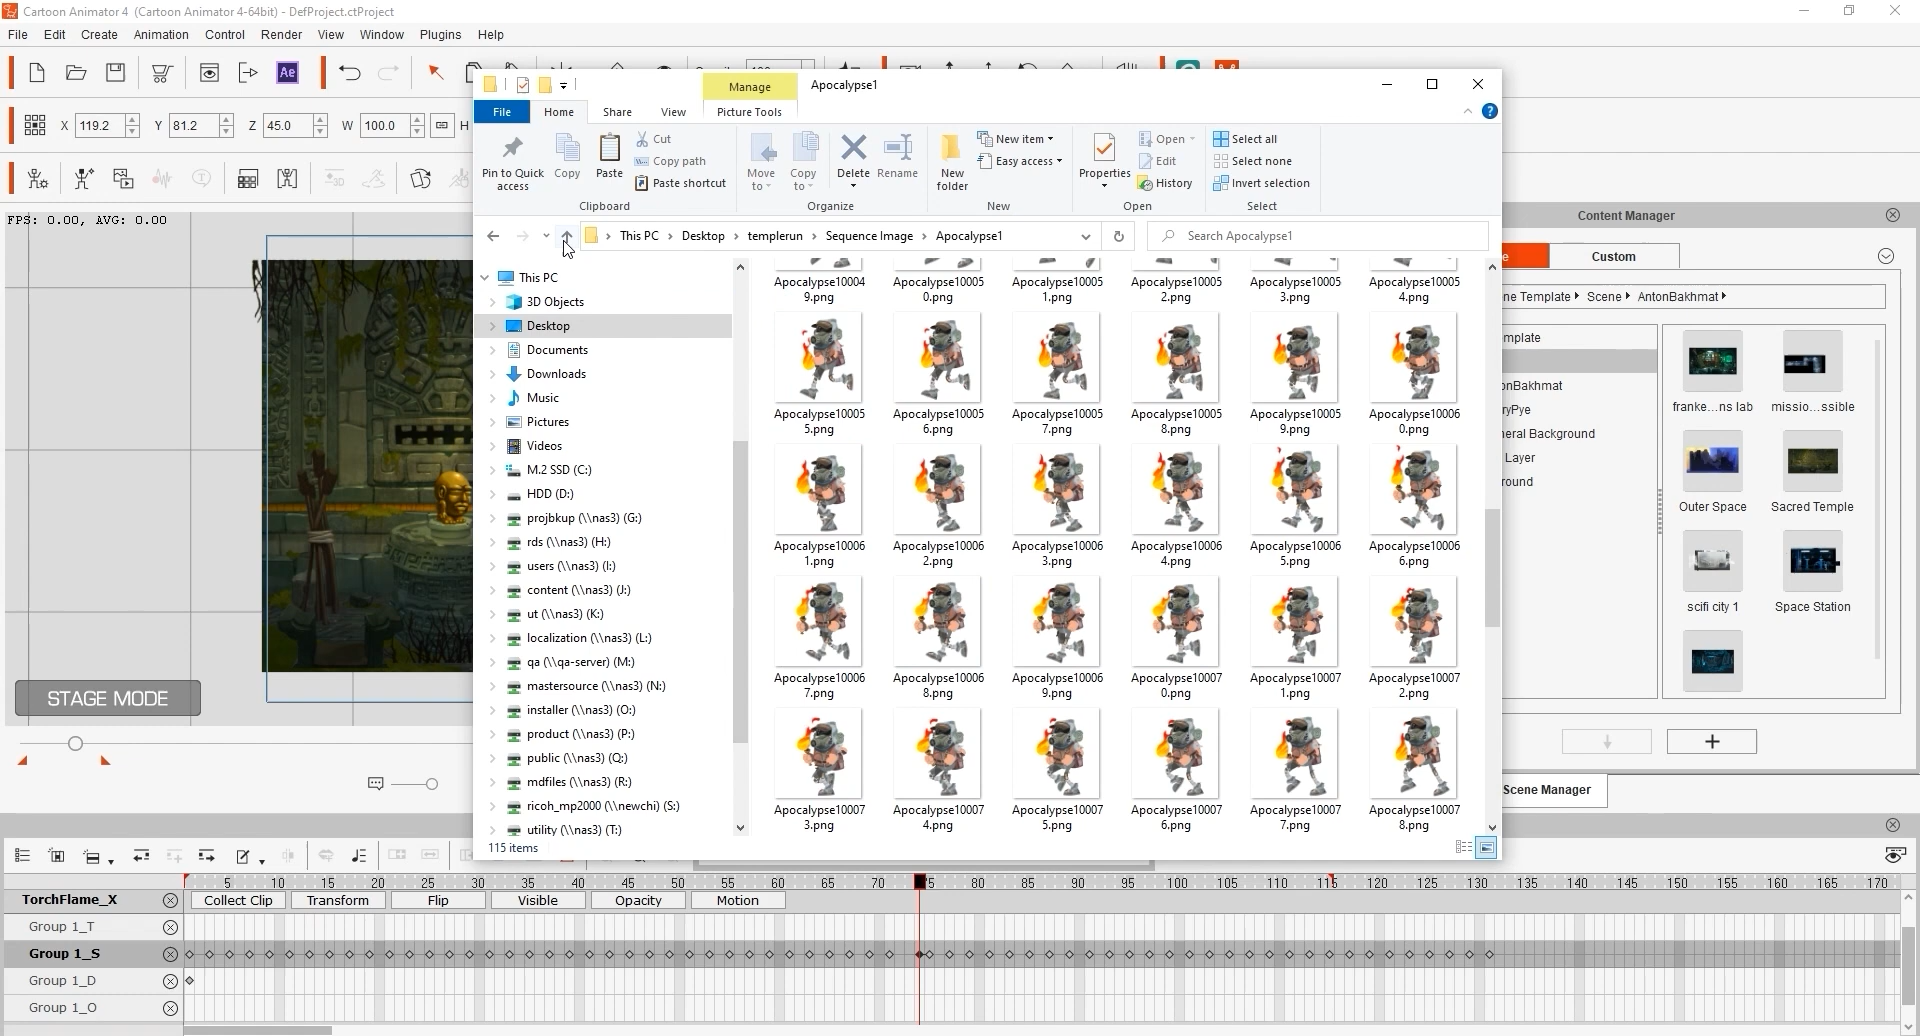 Cartoon Animator 4 (Cartoon Animator 4-64bit) - DefProject.ctProject
File Edit Create Animation Control Render View Window Plugins Help
Ae
Manage Apocalypse1
File Home Share View Picture Tools
X 119.2 Y 81.2 Z 45.0 W 100.0 H
Pin to Quick access
Copy
Paste
Cut
Copy path
Paste shortcut
Clipboard
Move to
Copy to
Delete
Rename
Organize
New folder
New item
Easy access
New
Properties
Open
Edit
History
Open
Select all
Select none
Invert selection
Select
FPS: 0.00, AVG: 0.00
This PC Desktop templerun Sequence Image Apocalypse1
Search Apocalypse1
This PC
3D Objects
Desktop
Documents
Downloads
Music
Pictures
Videos
M.2 SSD (C:)
HDD (D:)
projbkup (\\nas3) (G:)
rds (\\nas3) (H:)
users (\\nas3) (I:)
content (\\nas3) (J:)
ut (\\nas3) (K:)
localization (\\nas3) (L:)
qa (\\qa-server) (M:)
mastersource (\\nas3) (N:)
installer (\\nas3) (O:)
product (\\nas3) (P:)
public (\\nas3) (Q:)
mdfiles (\\nas3) (R:)
ricoh_mp2000 (\\newchi) (S:)
utility (\\nas3) (T:)
Apocalypse10004 Apocalypse10005 Apocalypse10005 Apocalypse10005 Apocalypse10005 Apocalypse10005
9.png 0.png 1.png 2.png 3.png 4.png
Apocalypse10005 Apocalypse10005 Apocalypse10005 Apocalypse10005 Apocalypse10005 Apocalypse10006
5.png 6.png 7.png 8.png 9.png 0.png
Apocalypse10006 Apocalypse10006 Apocalypse10006 Apocalypse10006 Apocalypse10006 Apocalypse10006
1.png 2.png 3.png 4.png 5.png 6.png
Apocalypse10006 Apocalypse10006 Apocalypse10006 Apocalypse10007 Apocalypse10007 Apocalypse10007
7.png 8.png 9.png 0.png 1.png 2.png
Apocalypse10007 Apocalypse10007 Apocalypse10007 Apocalypse10007 Apocalypse10007 Apocalypse10007
3.png 4.png 5.png 6.png 7.png 8.png
115 items
STAGE MODE
Content Manager
Custom
Scene AntonBakhmat
General Background
franke...ns lab missio...ssible
Outer Space Sacred Temple
scifi city 1 Space Station
Scene Manager
5 10 15 20 25 30 35 40 45 50 55 60 65 70 75 80 85 90 95 100 105 110 115 120 125 130 135 140 145 150 155 160 165 170
TorchFlame_X Collect Clip Transform Flip Visible Opacity Motion
Group 1_T
Group 1_S
Group 1_D
Group 1_O